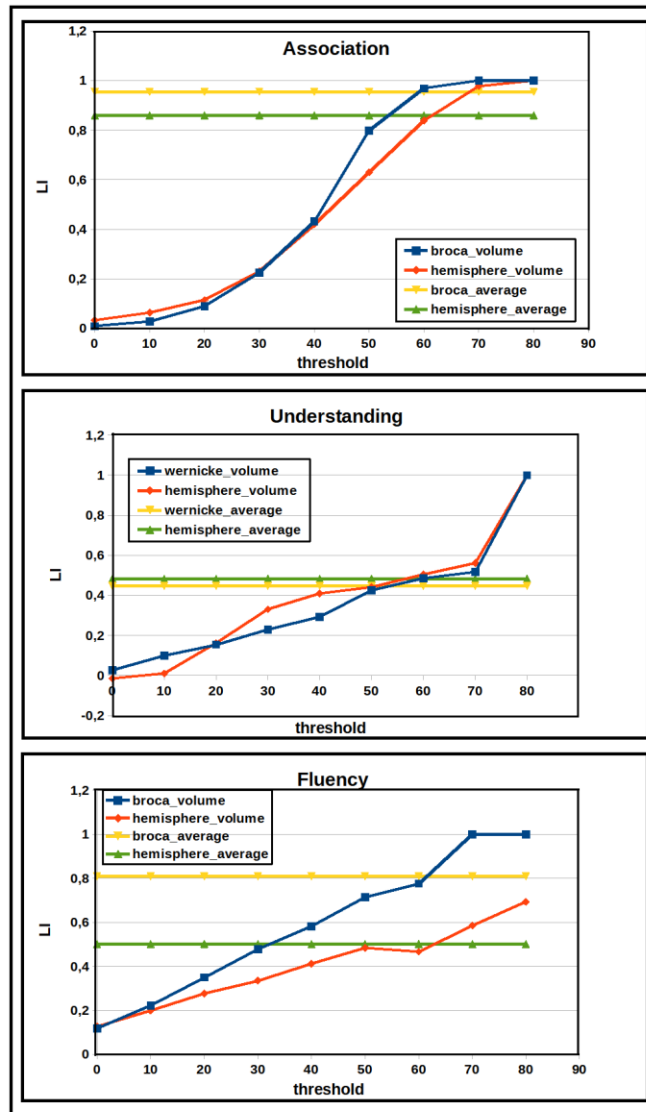 Association
1,2
1
0,8
0,6
0,4
0,2
0
LI
broca_volume
hemisphere_volume
broca_average
hemisphere_average
0 10 20 30 40 50 60 70 80 90
threshold
Understanding
1,2
1
0,8
0,6
0,4
0,2
0
-0,2
LI
wernicke_volume
hemisphere_volume
wernicke_average
hemisphere_average
0 10 20 30 40 50 60 70 80
threshold
Fluency
1,2
1
0,8
0,6
0,4
0,2
0
LI
broca_volume
hemisphere_volume
broca_average
hemisphere_average
0 10 20 30 40 50 60 70 80 90
threshold